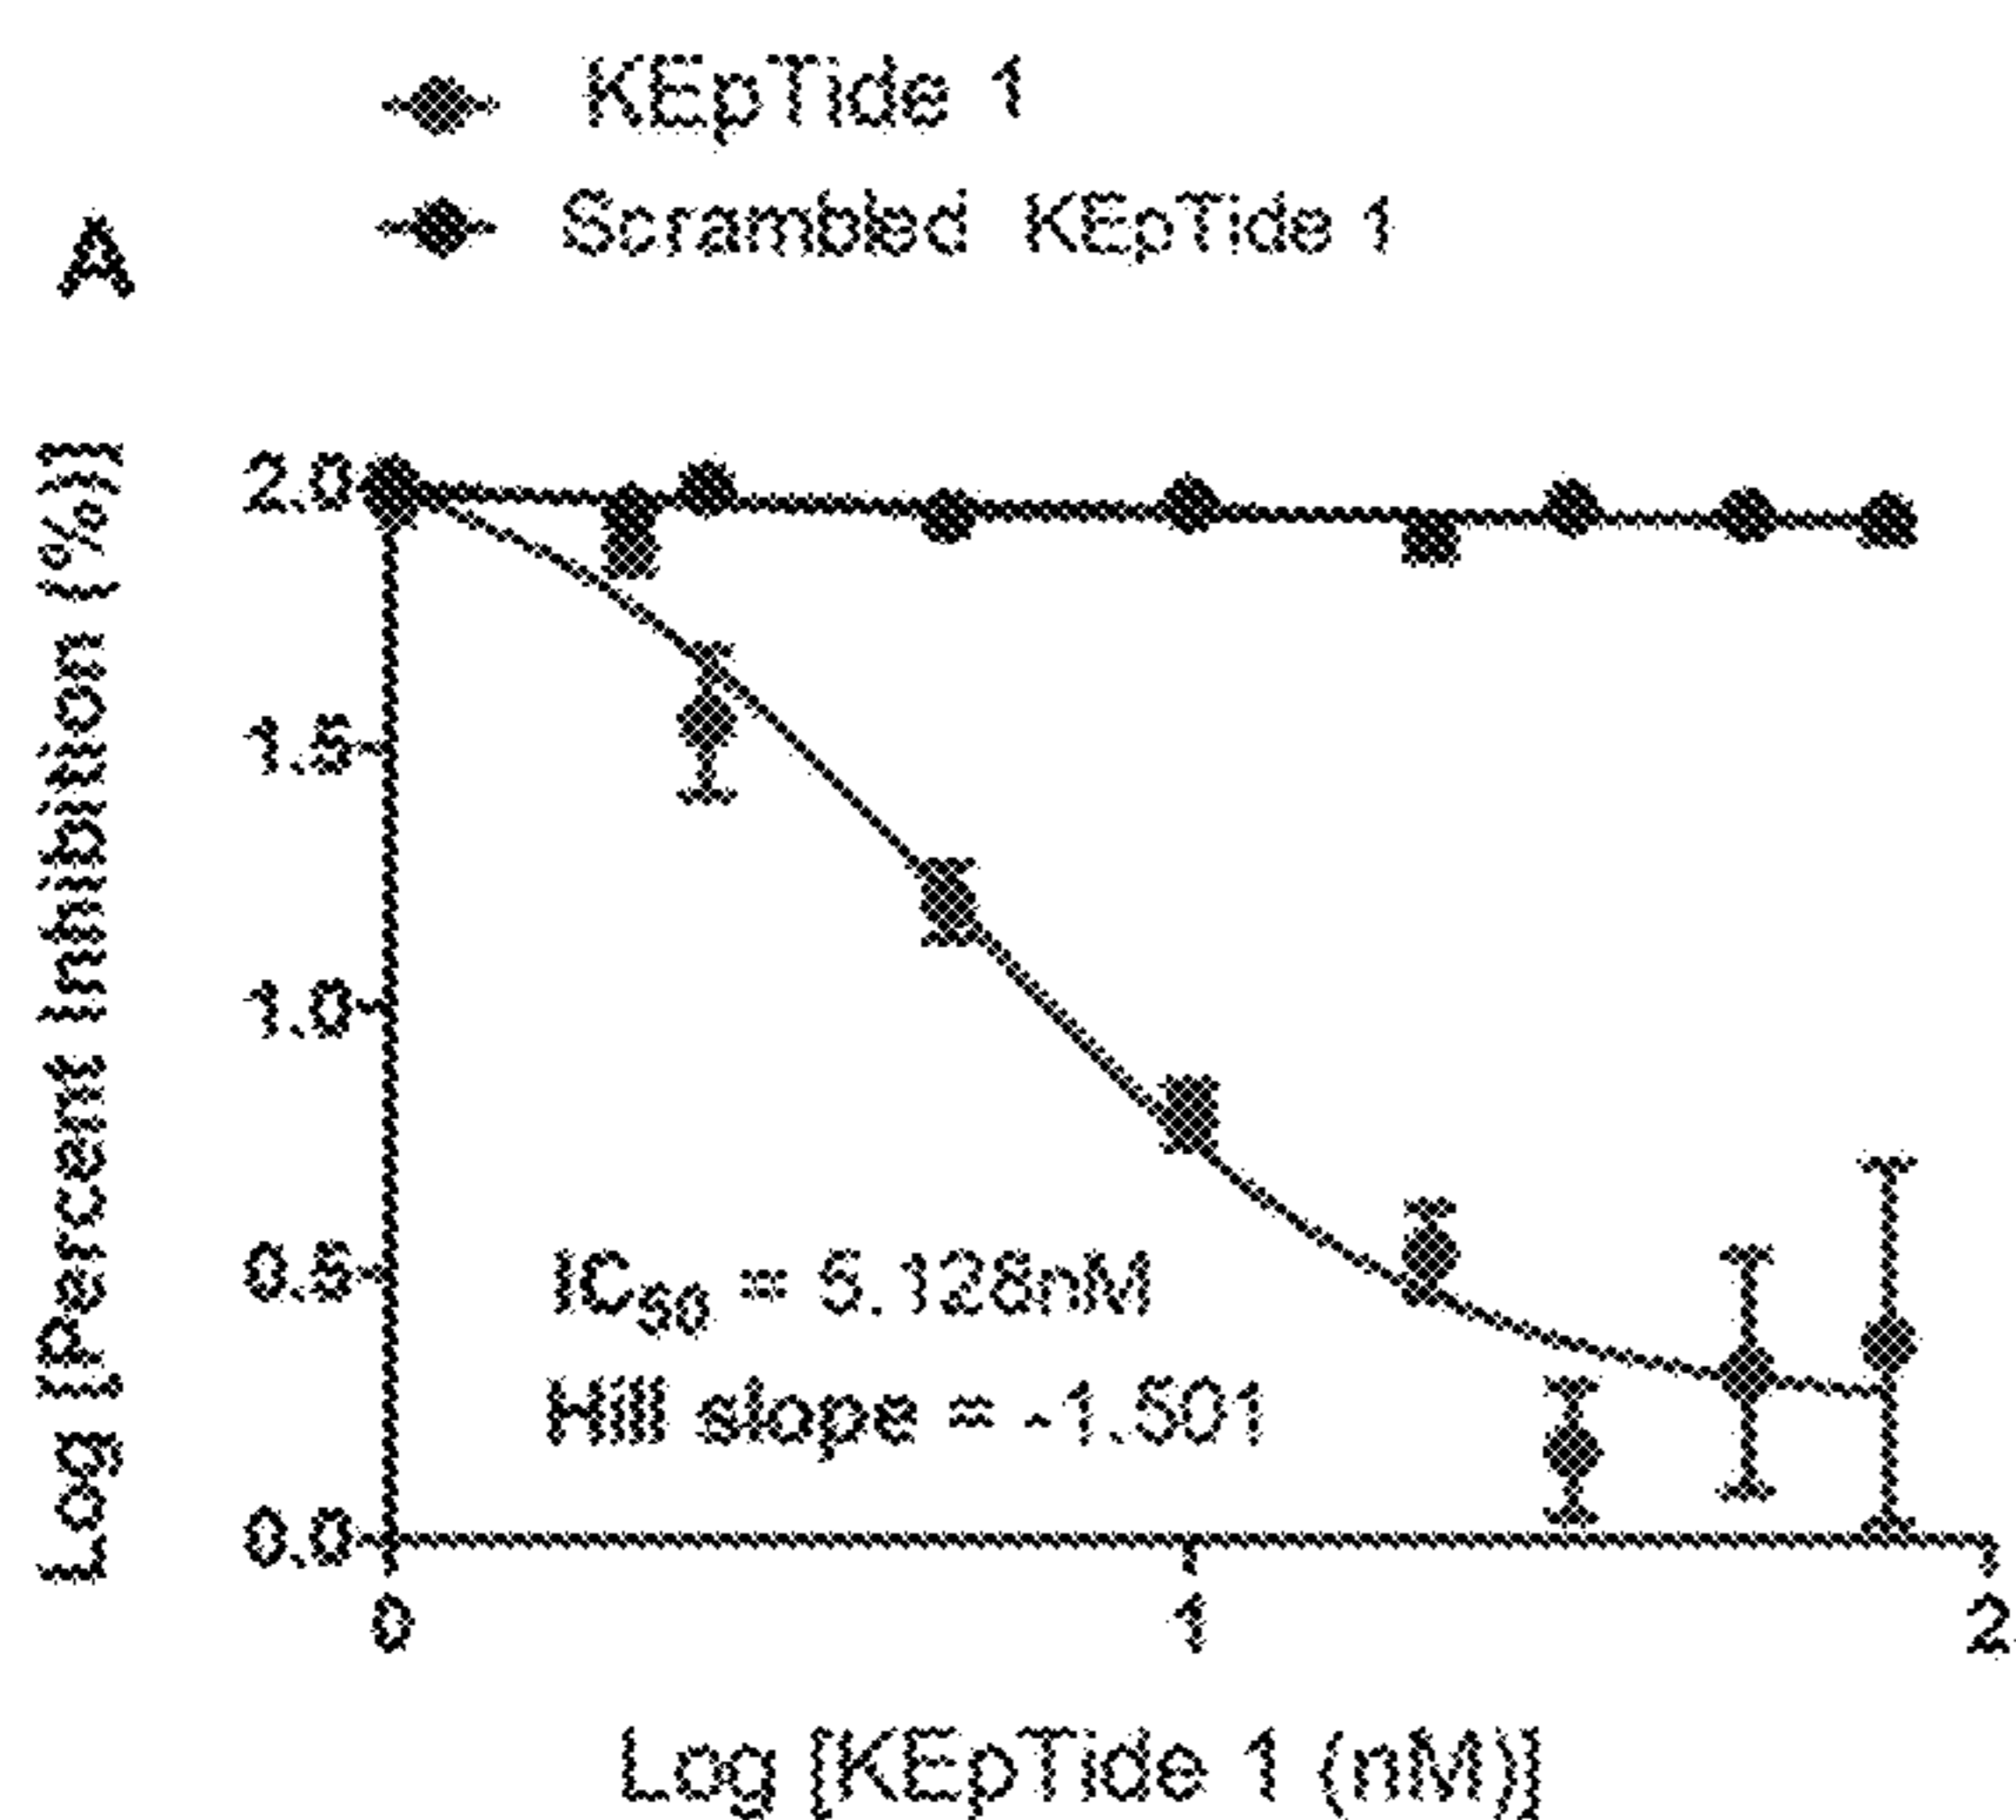 KEpTide 1
Scrambled KEpTide 1
A
Log [Percent Inhibition (%)]
2.0
1.5
1.0
0.5
0.0
IC50 = 5.128nM
Hill slope = -1.501
0 1 2
Log [KEpTide 1 (nM)]